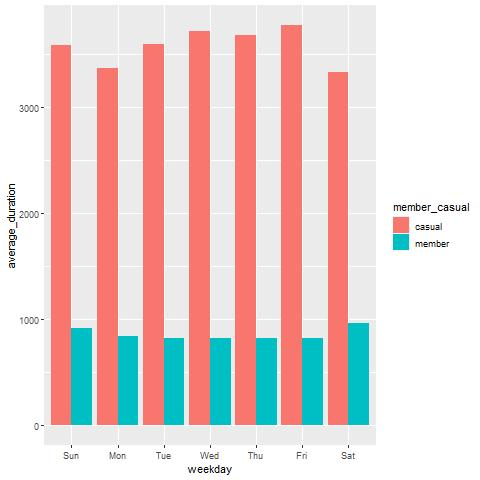 3000
2000
1000
0
average_duration
Sun Mon Tue Wed Thu Fri Sat
weekday
member_casual
casual
member